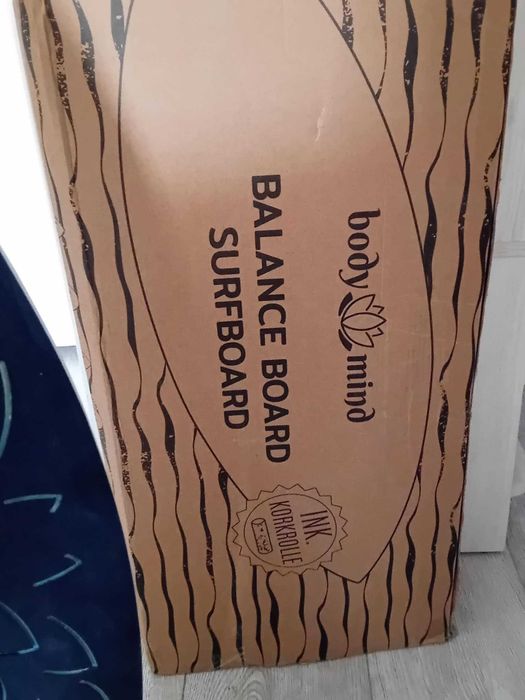 body mind
BALANCE BOARD
SURFBOARD
INK.
KORKROLLE